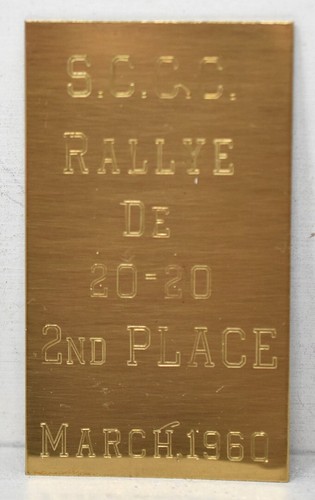 S.C.C.C.
RALLYE
DE
20-20
2ND PLACE
MARCH.1960